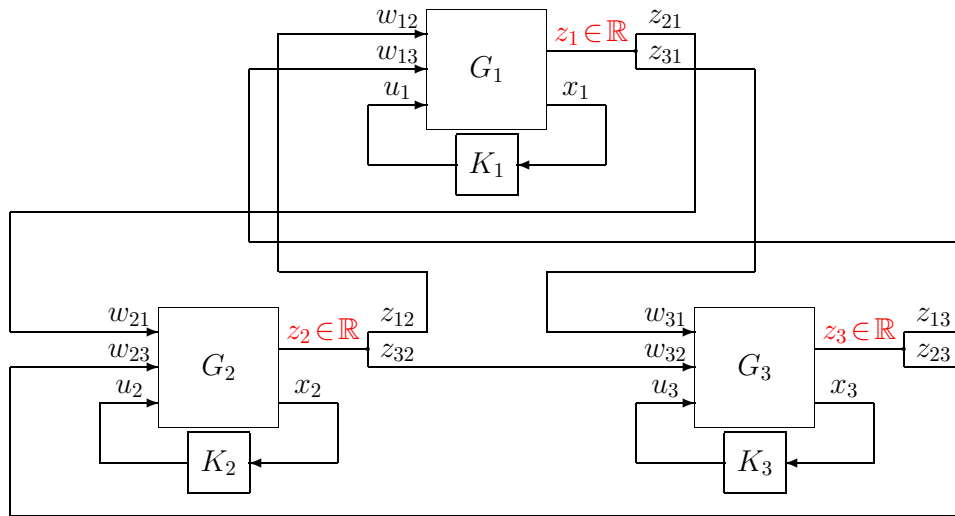 w₁₂ z₁ ∈ ℝ z₂₁
w₁₃ G₁ z₃₁
u₁ x₁
K₁
w₂₁ z₂ ∈ ℝ z₁₂ w₃₁ z₃ ∈ ℝ z₁₃
w₂₃ G₂ z₃₂ w₃₂ G₃ z₂₃
u₂ x₂ u₃ x₃
K₂ K₃